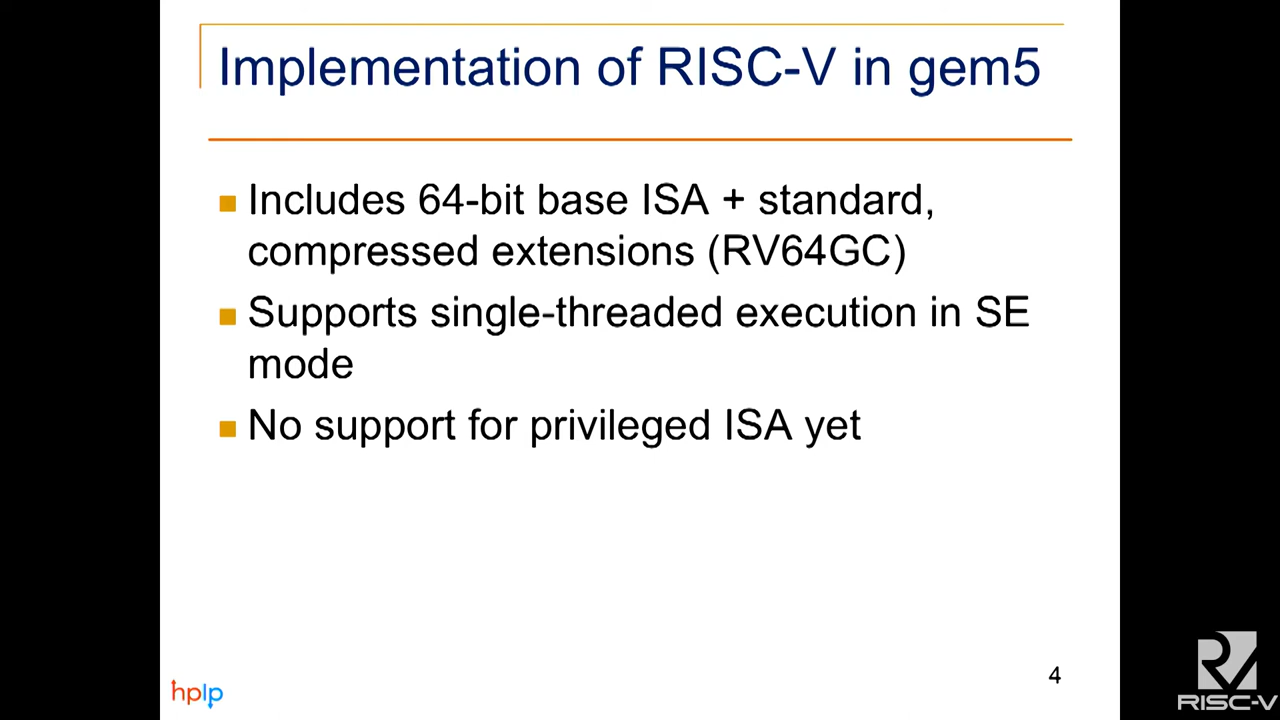 Implementation of RISC-V in gem5
Includes 64-bit base ISA + standard,
compressed extensions (RV64GC)
Supports single-threaded execution in SE
mode
No support for privileged ISA yet
hplp
4
RISC-V